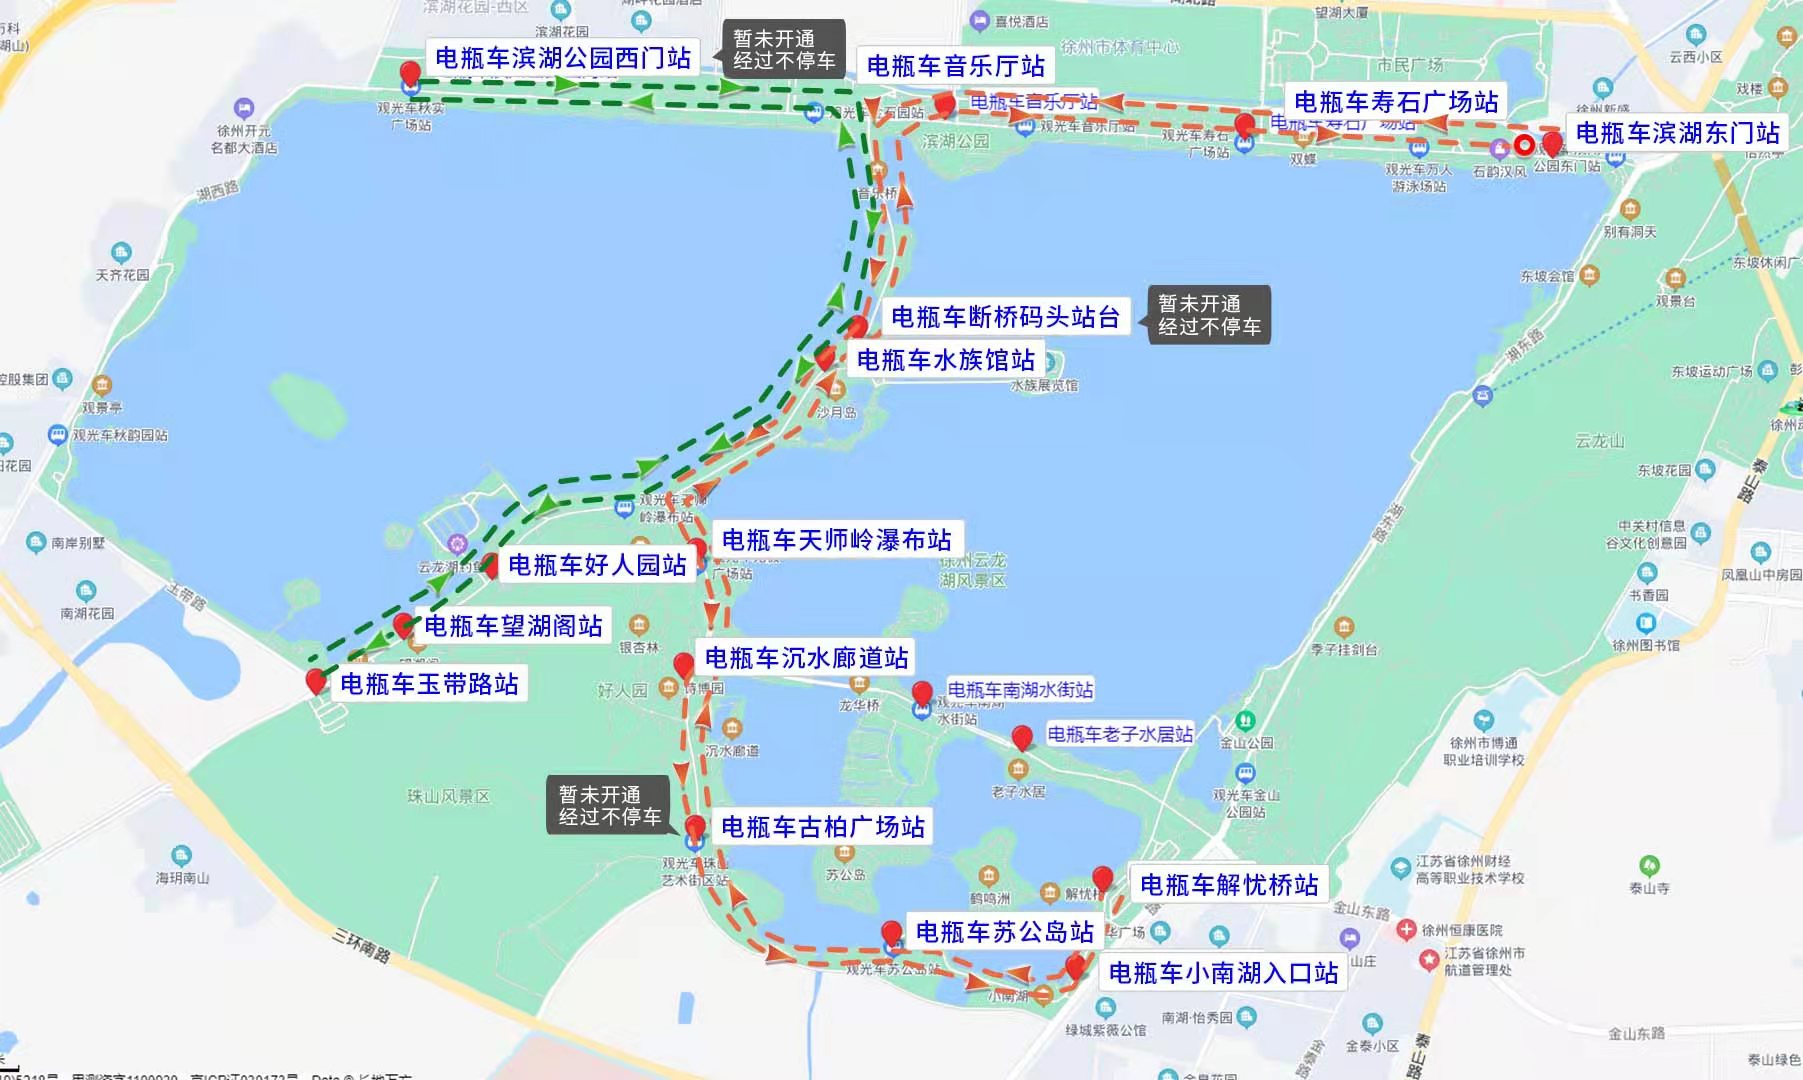 滨湖花园-西区
滨湖花园
喜悦酒店
望湖大厦
徐州市体育中心
市民广场
云西小区
戏楼
电瓶车滨湖公园西门站
暂未开通
经过不停车
电瓶车音乐厅站
电瓶车音乐厅站
电瓶车寿石广场站
电瓶车寿石广场站
电瓶车滨湖东门站
观光车秋实
广场站
徐州开元
名都大酒店
湖西路
滨湖公园
观光车音乐厅站
观光车寿石
广场站
双蝶
观光车万人
游泳场站
石韵汉风
公园东门站
音乐桥
别有洞天
天齐花园
东坡会馆
观景台
东坡休闲广
电瓶车断桥码头站台
暂未开通
经过不停车
电瓶车水族馆站
水族展览馆
沙月岛
湖东路
东坡运动广场
控股集团
观景亭
观光车秋韵园站
云龙山
东坡花园
泰山路
湖东路
岭瀑布站
电瓶车天师岭瀑布站
广场站
徐州云龙
湖风景区
中关村信息
谷文化创意园
凤凰山中房园
南岸别墅
电瓶车好人园站
南湖花园
玉带路
电瓶车望湖阁站
银杏林
书香园
徐州图书馆
季子挂剑台
电瓶车沉水廊道站
电瓶车玉带路站
好人园
诗博园
龙华桥
电瓶车南湖水街站
水街站
电瓶车老子水居站
金山公园
沉水廊道
徐州市博通
职业培训学校
珠山风景区
老子水居
观光车金山
公园站
暂未开通
经过不停车
电瓶车古柏广场站
观光车珠山
艺术街区站
苏公岛
海玥南山
鹤鸣洲
电瓶车解忧桥站
江苏省徐州财经
高等职业技术学校
泰山寺
金山东路
电瓶车苏公岛站
徐州恒康医院
三环南路
观光车苏公岛站
电瓶车小南湖入口站
江苏省徐州市
航道管理处
小南湖
绿城紫薇公馆
南湖·怡秀园
金泰小区
金山东路
泰山路
泰山绿色